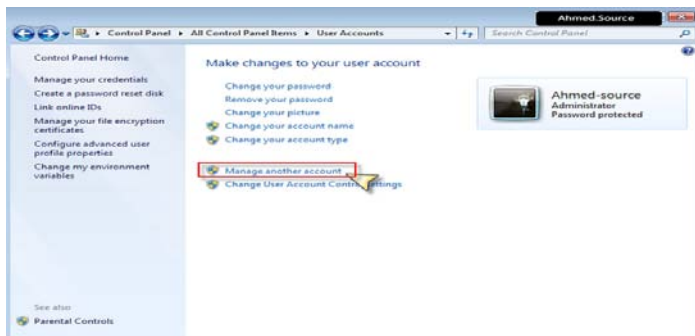 Ahmed.Source
Control Panel ▸ All Control Panel Items ▸ User Accounts
Search Control Panel
Control Panel Home
Manage your credentials
Create a password reset disk
Link online IDs
Manage your file encryption
certificates
Configure advanced user
profile properties
Change my environment
variables
See also
Parental Controls
Make changes to your user account
Change your password
Remove your password
Change your picture
Change your account name
Change your account type
Manage another account
Change User Account Control settings
Ahmed-source
Administrator
Password protected